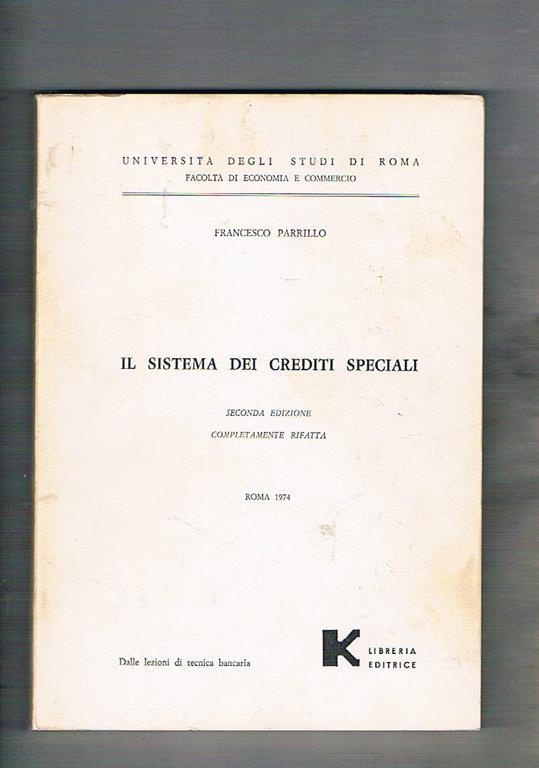 UNIVERSITÀ DEGLI STUDI DI ROMA
FACOLTÀ DI ECONOMIA E COMMERCIO
FRANCESCO PARRILLO
IL SISTEMA DEI CREDITI SPECIALI
SECONDA EDIZIONE
COMPLETAMENTE RIFATTA
ROMA 1974
Dalle lezioni di tecnica bancaria
K LIBRERIA
EDITRICE